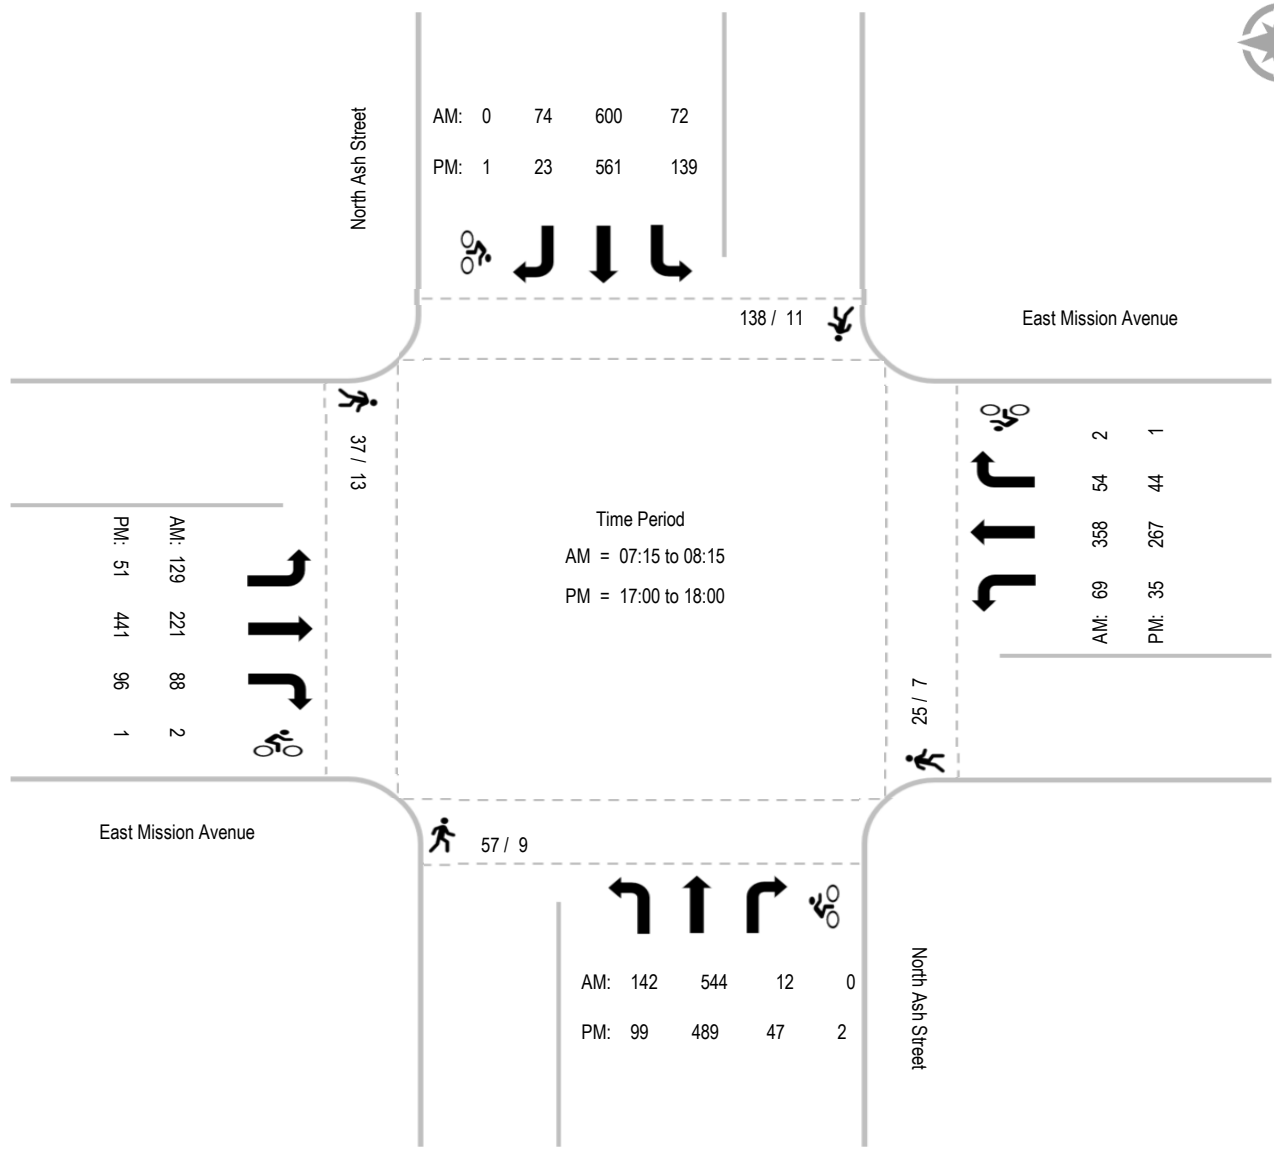 North Ash Street
AM: 0 74 600 72
PM: 1 23 561 139
138 / 11
East Mission Avenue
37 / 13
2 1
54 44
358 267
AM: 69 PM: 35
Time Period
AM = 07:15 to 08:15
PM = 17:00 to 18:00
PM: 51 AM: 129
441 221
96 88
1 2
25 / 7
East Mission Avenue
57 / 9
AM: 142 544 12 0
PM: 99 489 47 2
North Ash Street